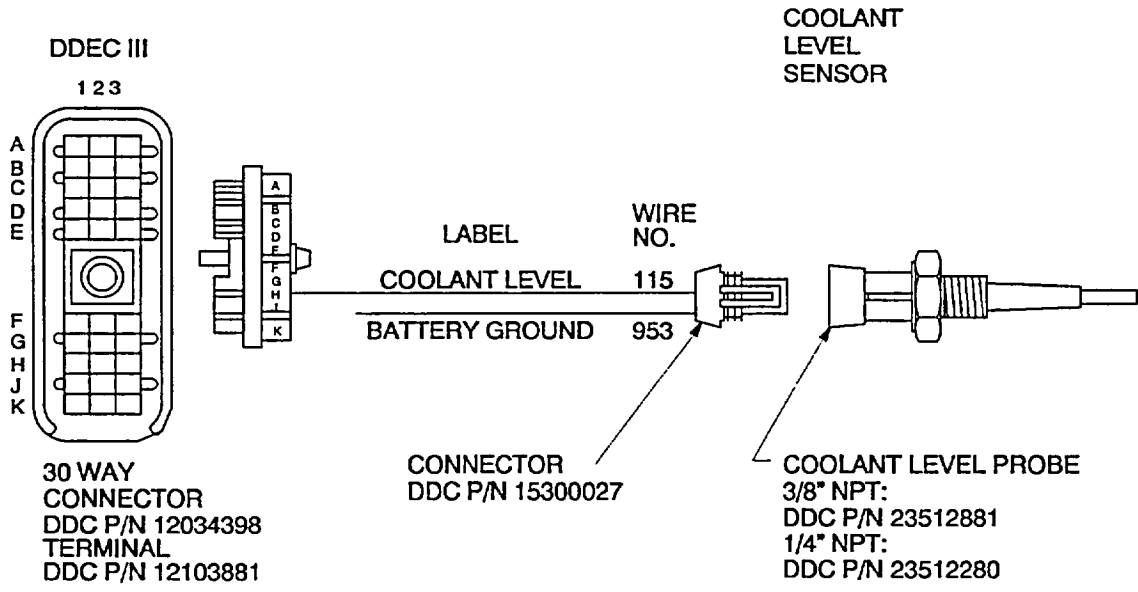 COOLANT
LEVEL
SENSOR
DDEC III
1 2 3
A
B
C
D
E
F
G
H
J
K
A
B
C
D
E
F
G
H
J
K
LABEL
WIRE
NO.
COOLANT LEVEL 115
BATTERY GROUND 953
30 WAY
CONNECTOR
DDC P/N 12034398
TERMINAL
DDC P/N 12103881
CONNECTOR
DDC P/N 15300027
COOLANT LEVEL PROBE
3/8" NPT:
DDC P/N 23512881
1/4" NPT:
DDC P/N 23512280